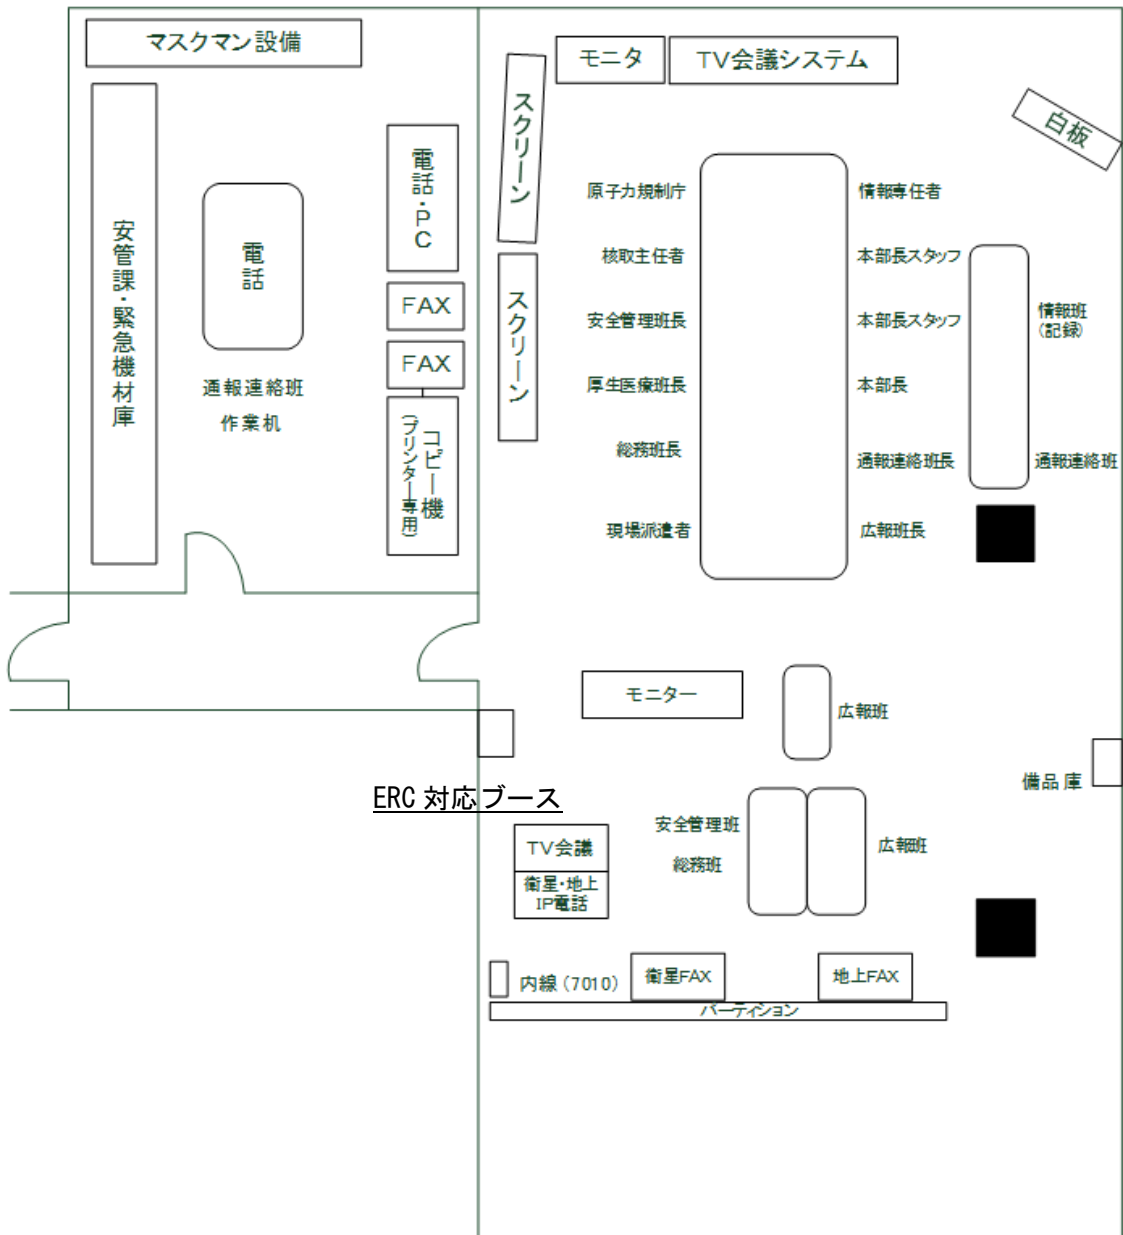 マスクマン設備
安管課・緊急機材庫
電話
通報連絡班
作業机
電話・PC
FAX
FAX
コピー機
(プリンター専用)
スクリーン
スクリーン
モニタ
TV会議システム
白板
原子力規制庁
核取主任者
安全管理班長
厚生医療班長
総務班長
現場派遣者
情報専任者
本部長スタッフ
本部長スタッフ
本部長
通報連絡班長
広報班長
情報班
(記録)
通報連絡班
モニター
広報班
備品庫
ERC 対応ブース
TV会議
衛星・地上
IP電話
安全管理班
総務班
広報班
内線(7010)
衛星FAX
地上FAX
パーティション